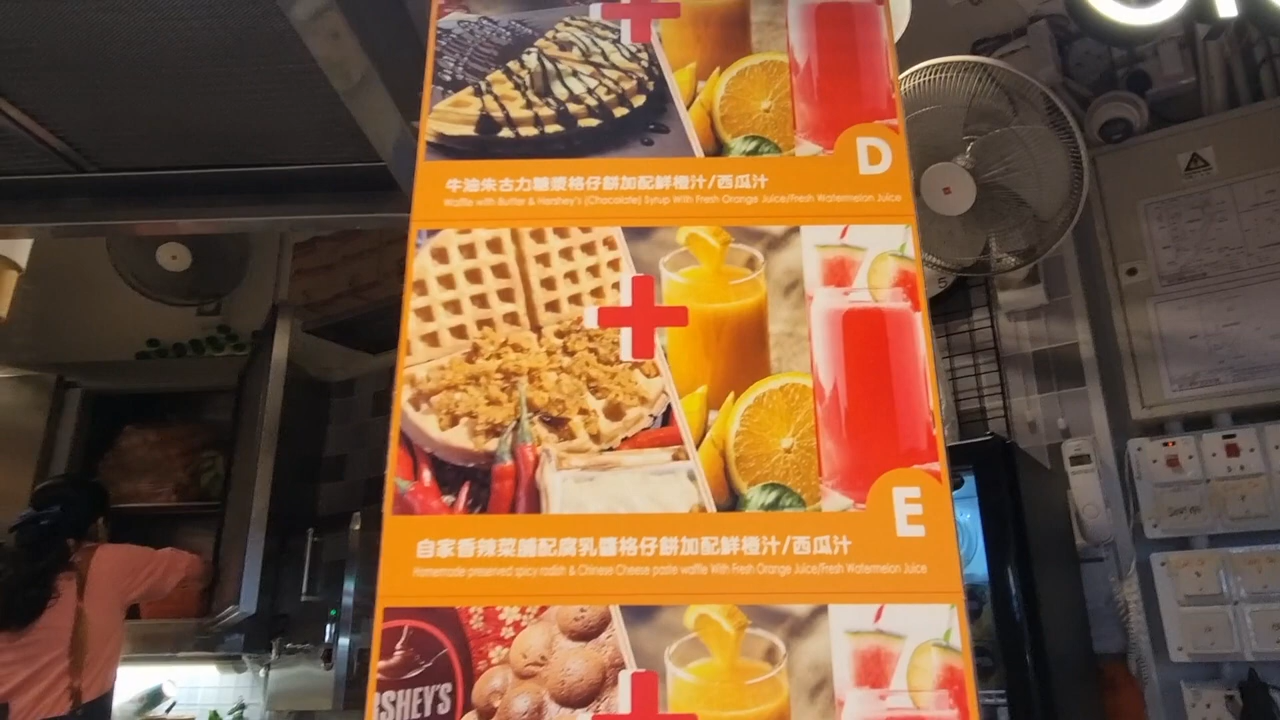 D
牛油朱古力糖漿格仔餅加配鮮橙汁/西瓜汁
Waffle with Butter & Hershey's (Chocolate) Syrup With Fresh Orange Juice/Fresh Watermelon Juice
E
自家香辣菜脯配腐乳醬格仔餅加配鮮橙汁/西瓜汁
Homemade preserved spicy radish & Chinese Cheese paste waffle With Fresh Orange Juice/Fresh Watermelon Juice
SHEY'S